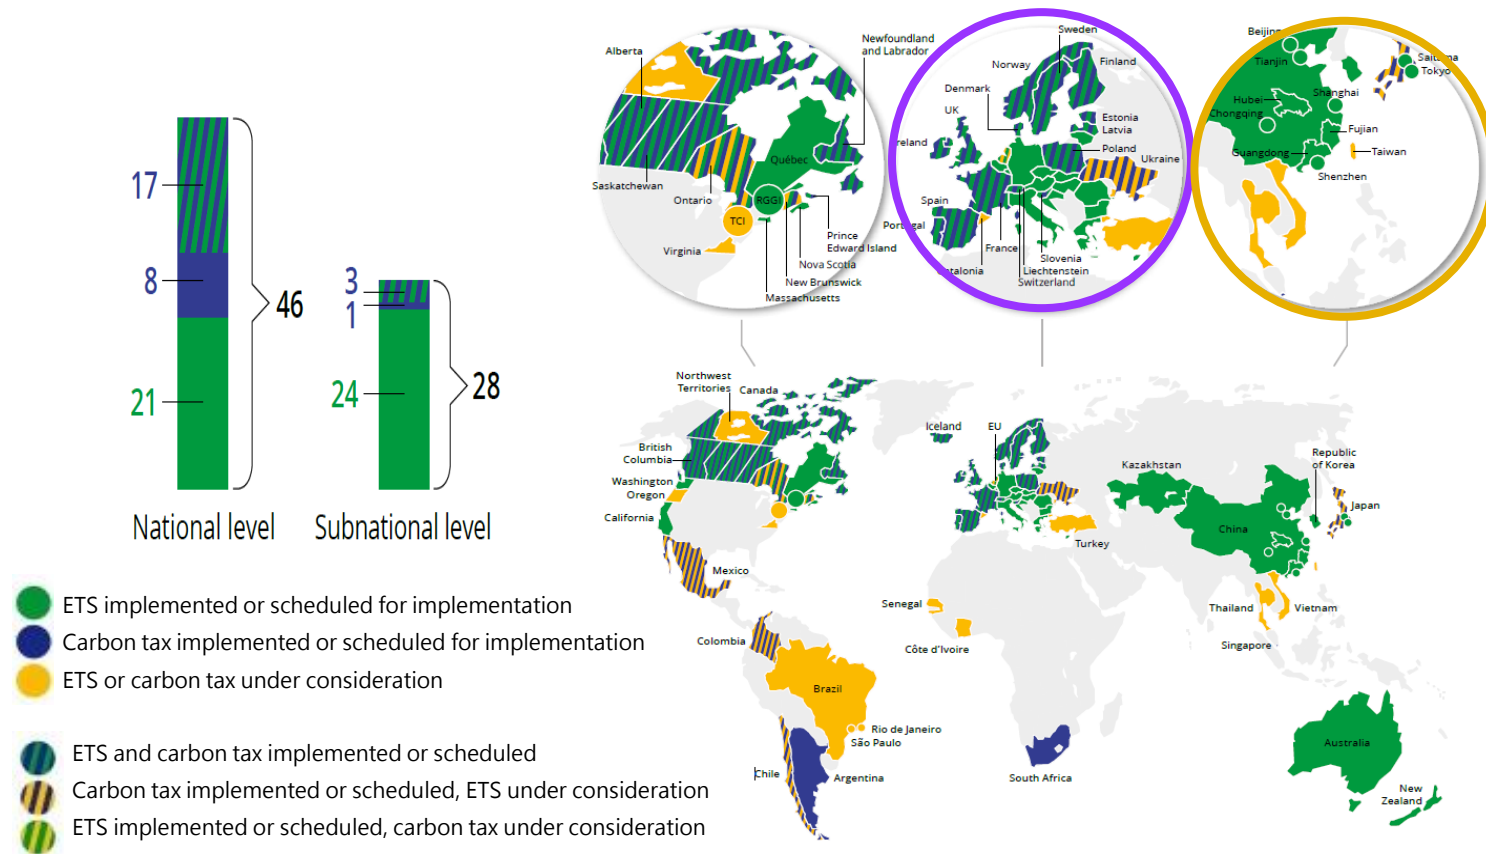 17
8
46
21
National level
3
1
24
28
Subnational level
ETS implemented or scheduled for implementation
Carbon tax implemented or scheduled for implementation
ETS or carbon tax under consideration
ETS and carbon tax implemented or scheduled
Carbon tax implemented or scheduled, ETS under consideration
ETS implemented or scheduled, carbon tax under consideration
Alberta
Newfoundland
and Labrador
Québec
Saskatchewan
Ontario
RGGI
TCI
Virginia
Prince
Edward Island
Nova Scotia
New Brunswick
Massachusetts
Sweden
Norway
Finland
Denmark
UK
Estonia
Latvia
Poland
Ukraine
reland
Spain
Portugal
France
Slovenia
Liechtenstein
Switzerland
atalonia
Beijing
Tianjin
Saitama
Tokyo
Shanghai
Hubei
Chongqing
Fujian
Guangdong
Taiwan
Shenzhen
Northwest
Territories
Canada
British
Columbia
Washington
Oregon
California
Mexico
Colombia
Brazil
Rio de Janeiro
São Paulo
Chile
Argentina
Iceland
EU
Turkey
Senegal
Côte d'Ivoire
South Africa
Kazakhstan
Republic
of Korea
China
Japan
Thailand
Vietnam
Singapore
Australia
New
Zealand